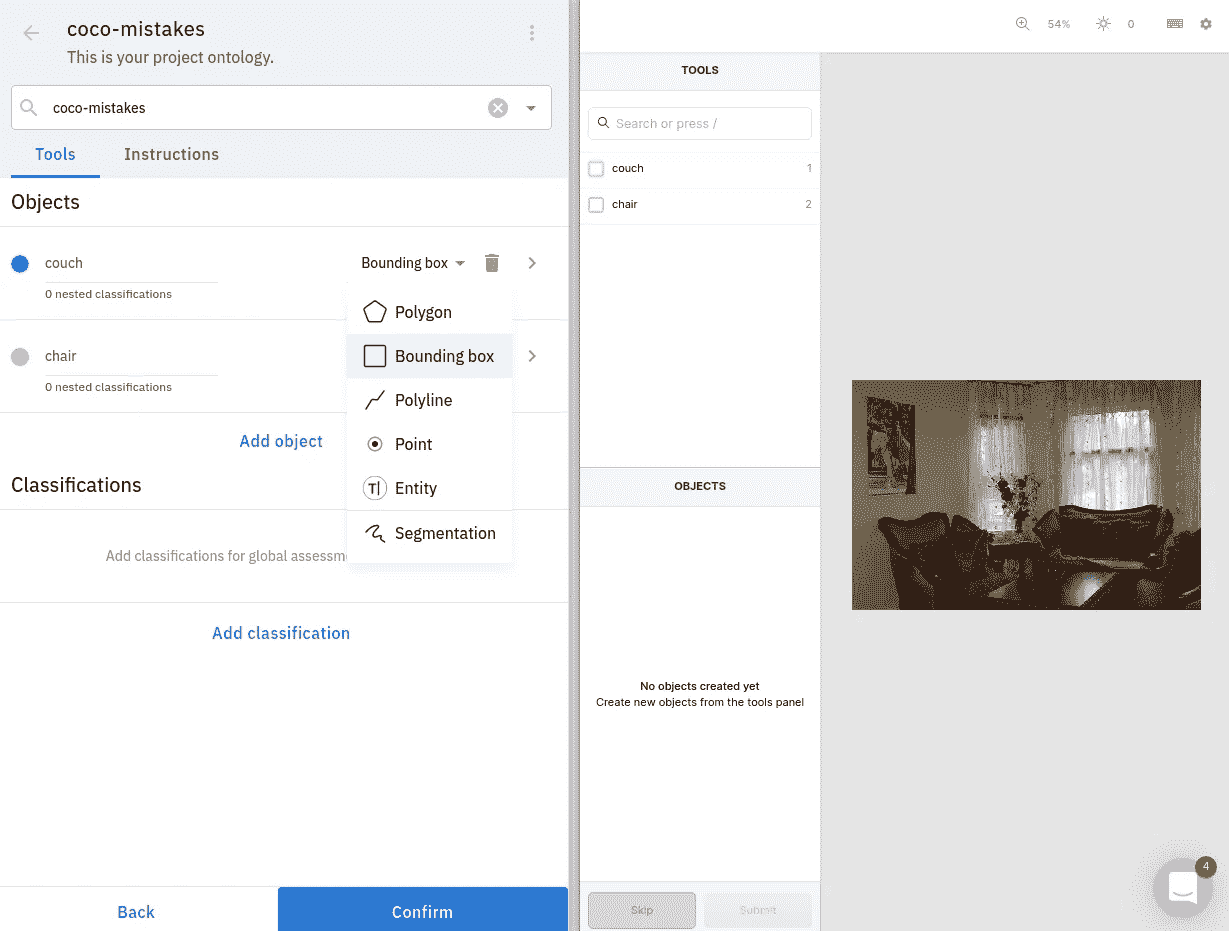 coco-mistakes
This is your project ontology.
coco-mistakes
Tools Instructions
Objects
couch Bounding box
0 nested classifications
Polygon
Bounding box
chair
0 nested classifications
Polyline
Add object
Point
Classifications
Entity
Segmentation
Add classifications for global assessm
Add classification
Back Confirm
54% 0
TOOLS
Search or press /
couch 1
chair 2
OBJECTS
No objects created yet
Create new objects from the tools panel
Skip Submit
4